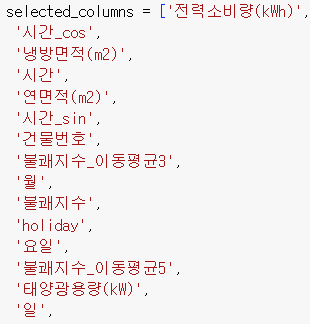 selected_columns = ['전력소비량(kWh)',
'시간_cos',
'냉방면적(m2)',
'시간',
'연면적(m2)',
'시간_sin',
'건물번호',
'불쾌지수_이동평균3',
'월',
'불쾌지수',
'holiday',
'요일',
'불쾌지수_이동평균5',
'태양광용량(kW)',
'일',